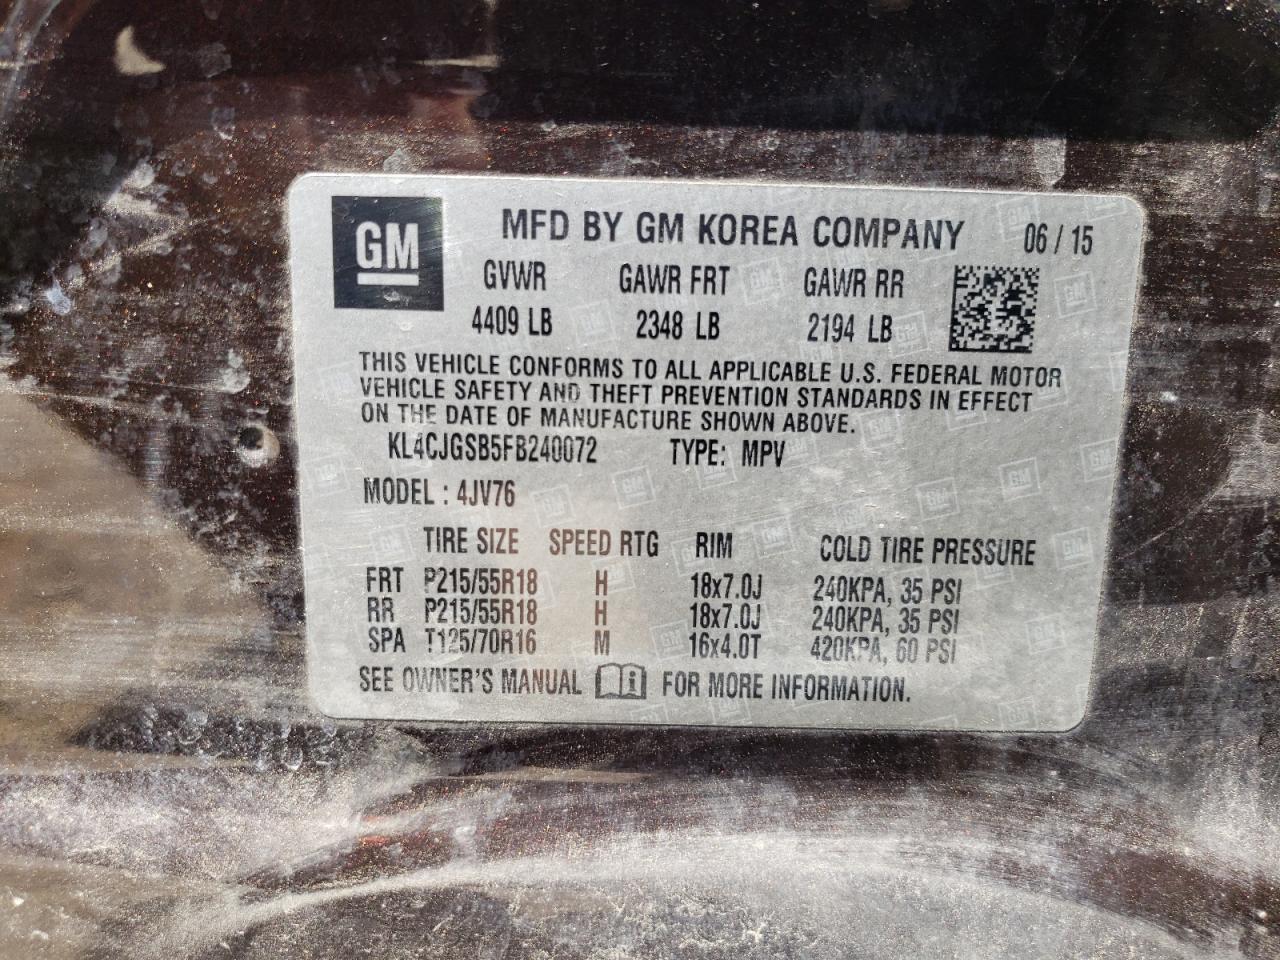 GM MFD BY GM KOREA COMPANY 06 / 15
GVWR GAWR FRT GAWR RR
4409 LB 2348 LB 2194 LB
THIS VEHICLE CONFORMS TO ALL APPLICABLE U.S. FEDERAL MOTOR
VEHICLE SAFETY AND THEFT PREVENTION STANDARDS IN EFFECT
ON THE DATE OF MANUFACTURE SHOWN ABOVE.
KL4CJGSB5FB240072 TYPE: MPV
MODEL : 4JV76
TIRE SIZE SPEED RTG RIM COLD TIRE PRESSURE
FRT P215/55R18 H 18x7.0J 240KPA, 35 PSI
RR P215/55R18 H 18x7.0J 240KPA, 35 PSI
SPA T125/70R16 M 16x4.0T 420KPA, 60 PSI
SEE OWNER'S MANUAL FOR MORE INFORMATION.